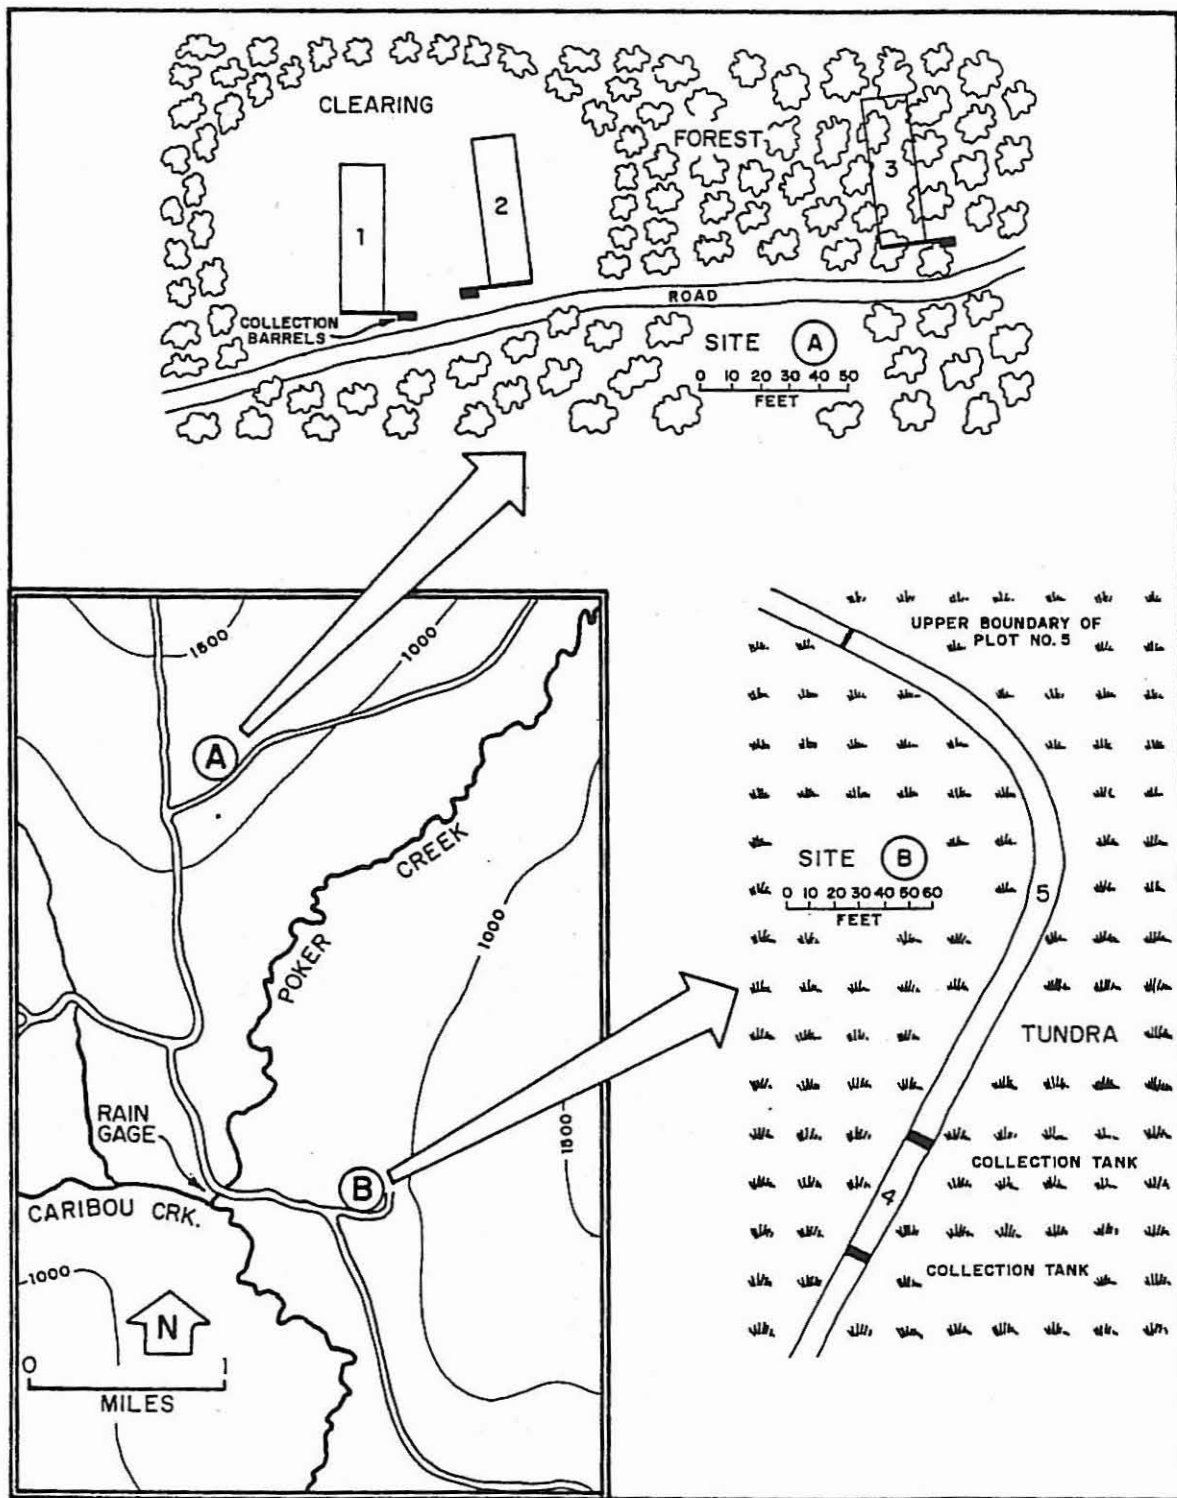 CLEARING
FOREST
1
2
3
COLLECTION
BARRELS
ROAD
SITE A
0 10 20 30 40 50
FEET
1500
1000
A
POKER
CREEK
1000
RAIN
GAGE
B
CARIBOU CRK.
1500
1000
N
0 1
MILES
UPPER BOUNDARY OF
PLOT NO. 5
SITE B
0 10 20 30 40 50 60
FEET
5
TUNDRA
COLLECTION TANK
4
COLLECTION TANK